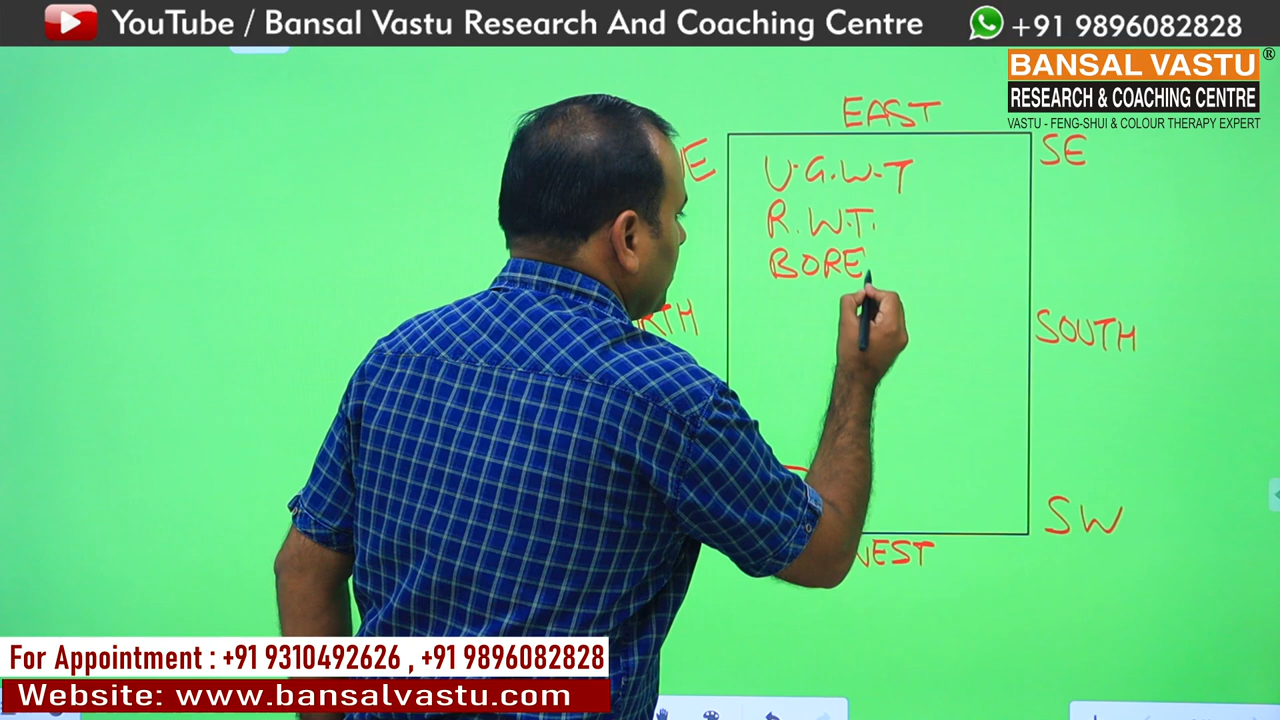 YouTube / Bansal Vastu Research And Coaching Centre
+91 9896082828
BANSAL VASTU ®
RESEARCH & COACHING CENTRE
VASTU - FENG-SHUI & COLOUR THERAPY EXPERT
EAST
SE
U.G.W.T
R.W.T.
BORE
SOUTH
SW
For Appointment : +91 9310492626 , +91 9896082828
Website: www.bansalvastu.com